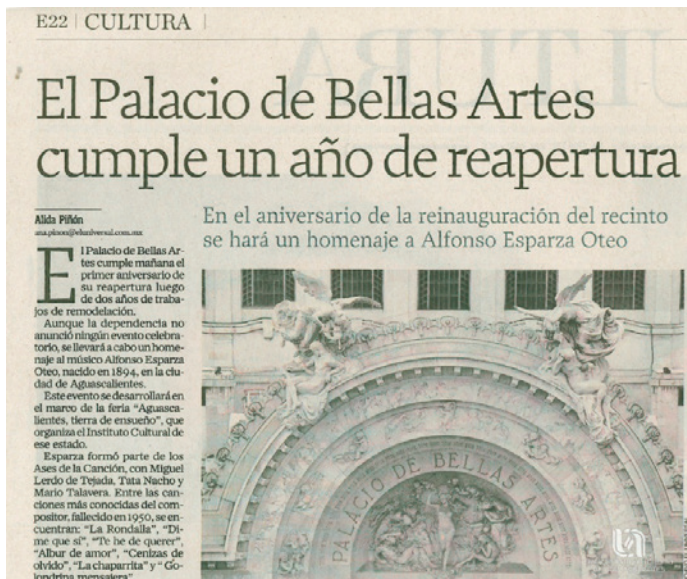 E22 | CULTURA |
El Palacio de Bellas Artes
cumple un año de reapertura
Alida Piñón
ana.pinon@eluniversal.com.mx
En el aniversario de la reinauguración del recinto
se hará un homenaje a Alfonso Esparza Oteo
El Palacio de Bellas Ar-
tes cumple mañana el
primer aniversario de
su reapertura luego
de dos años de traba-
jos de remodelación.
Aunque la dependencia no
anunció ningún evento celebra-
torio, se llevará a cabo un home-
naje al músico Alfonso Esparza
Oteo, nacido en 1894, en la ciu-
dad de Aguascalientes.
Este evento se desarrollará en
el marco de la feria “Aguasca-
lientes, tierra de ensueño”, que
organiza el Instituto Cultural de
ese estado.
Esparza formó parte de los
Ases de la Canción, con Miguel
Lerdo de Tejada, Tata Nacho y
Mario Talavera. Entre las can-
ciones más conocidas del com-
positor, fallecido en 1950, se en-
cuentran: “La Rondalla”, “Di-
me que sí”, “Te he de querer”,
“Albur de amor”, “Cenizas de
olvido”, “La chaparrita” y “Go-
londrina mensajera”
PALACIO DE BELLAS ARTES